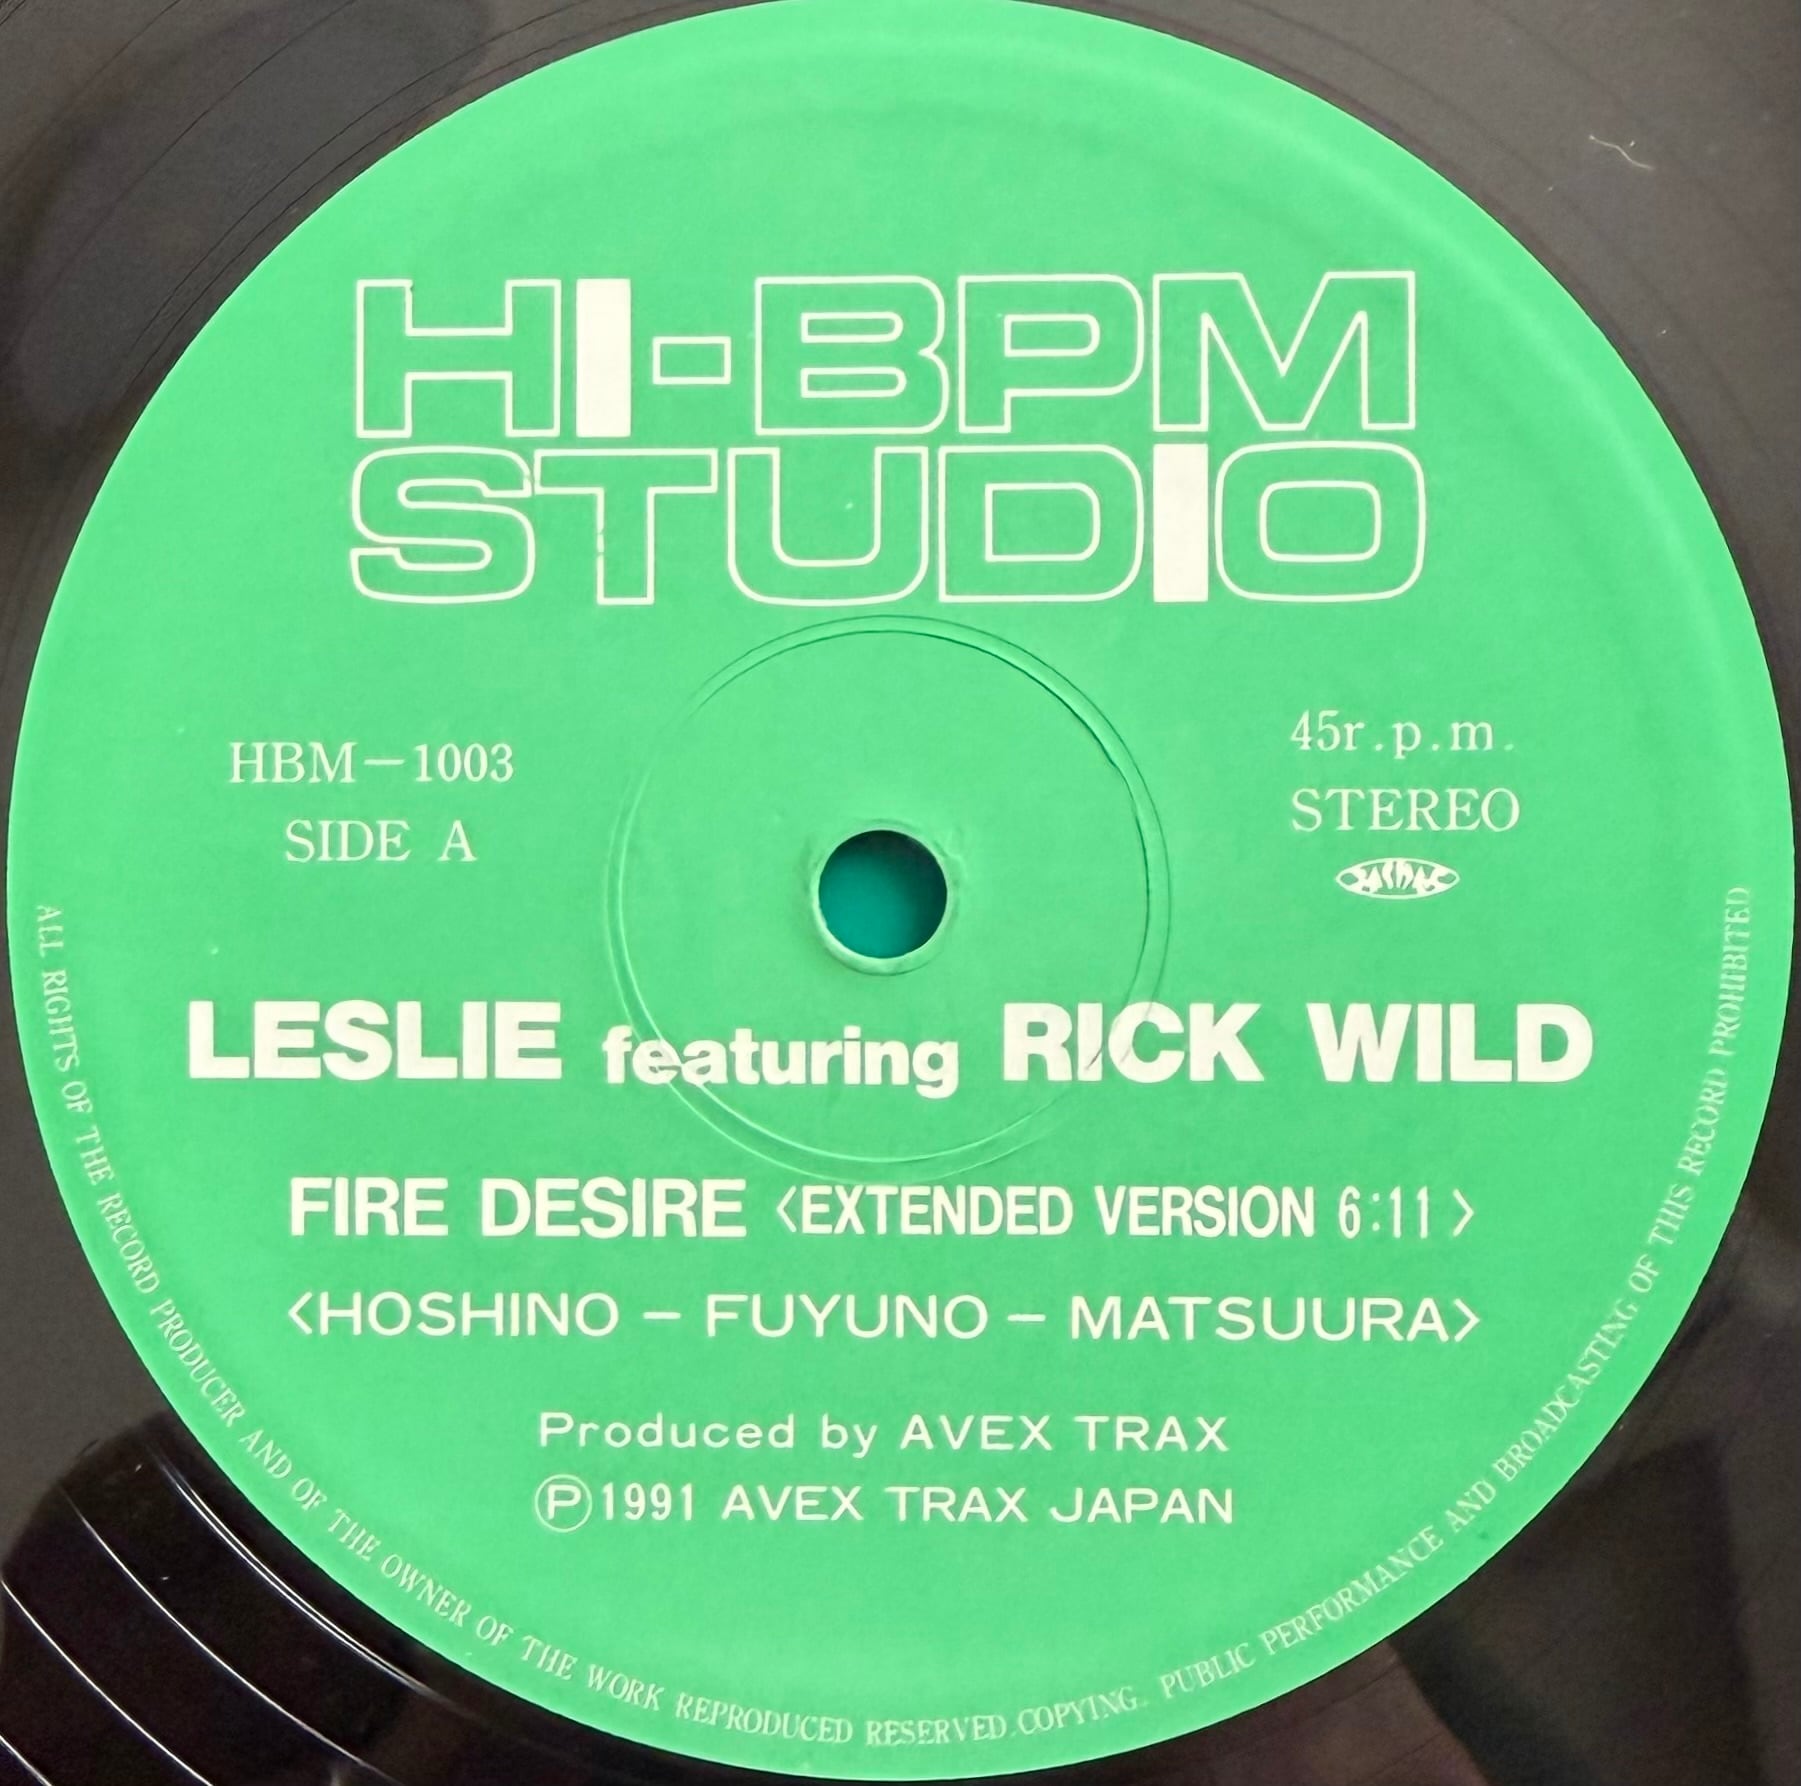 HI-BPM
STUDIO
HBM-1003
SIDE A
45r.p.m.
STEREO
LESLIE featuring RICK WILD
FIRE DESIRE <EXTENDED VERSION 6:11>
<HOSHINO - FUYUNO - MATSUURA>
Produced by AVEX TRAX
Ⓟ1991 AVEX TRAX JAPAN
ALL RIGHTS OF THE RECORD PRODUCER AND OF THE OWNER OF THE WORK REPRODUCED RESERVED.COPYING. PUBLIC PERFORMANCE AND BROADCASTING OF THIS RECORD PROHIBITED